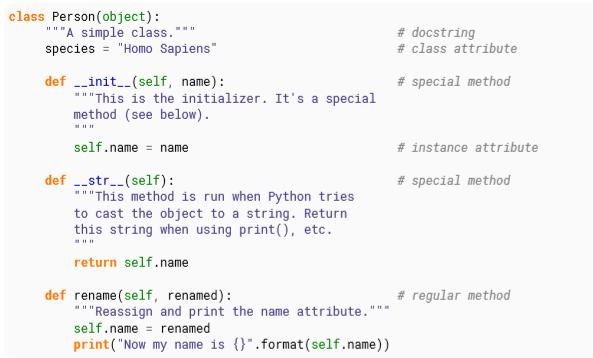 class Person(object):
    """A simple class."""                            # docstring
    species = "Homo Sapiens"                         # class attribute

    def __init__(self, name):                        # special method
        """This is the initializer. It's a special
        method (see below).
        """
        self.name = name                             # instance attribute

    def __str__(self):                               # special method
        """This method is run when Python tries
        to cast the object to a string. Return
        this string when using print(), etc.
        """
        return self.name

    def rename(self, renamed):                       # regular method
        """Reassign and print the name attribute."""
        self.name = renamed
        print("Now my name is {}".format(self.name))